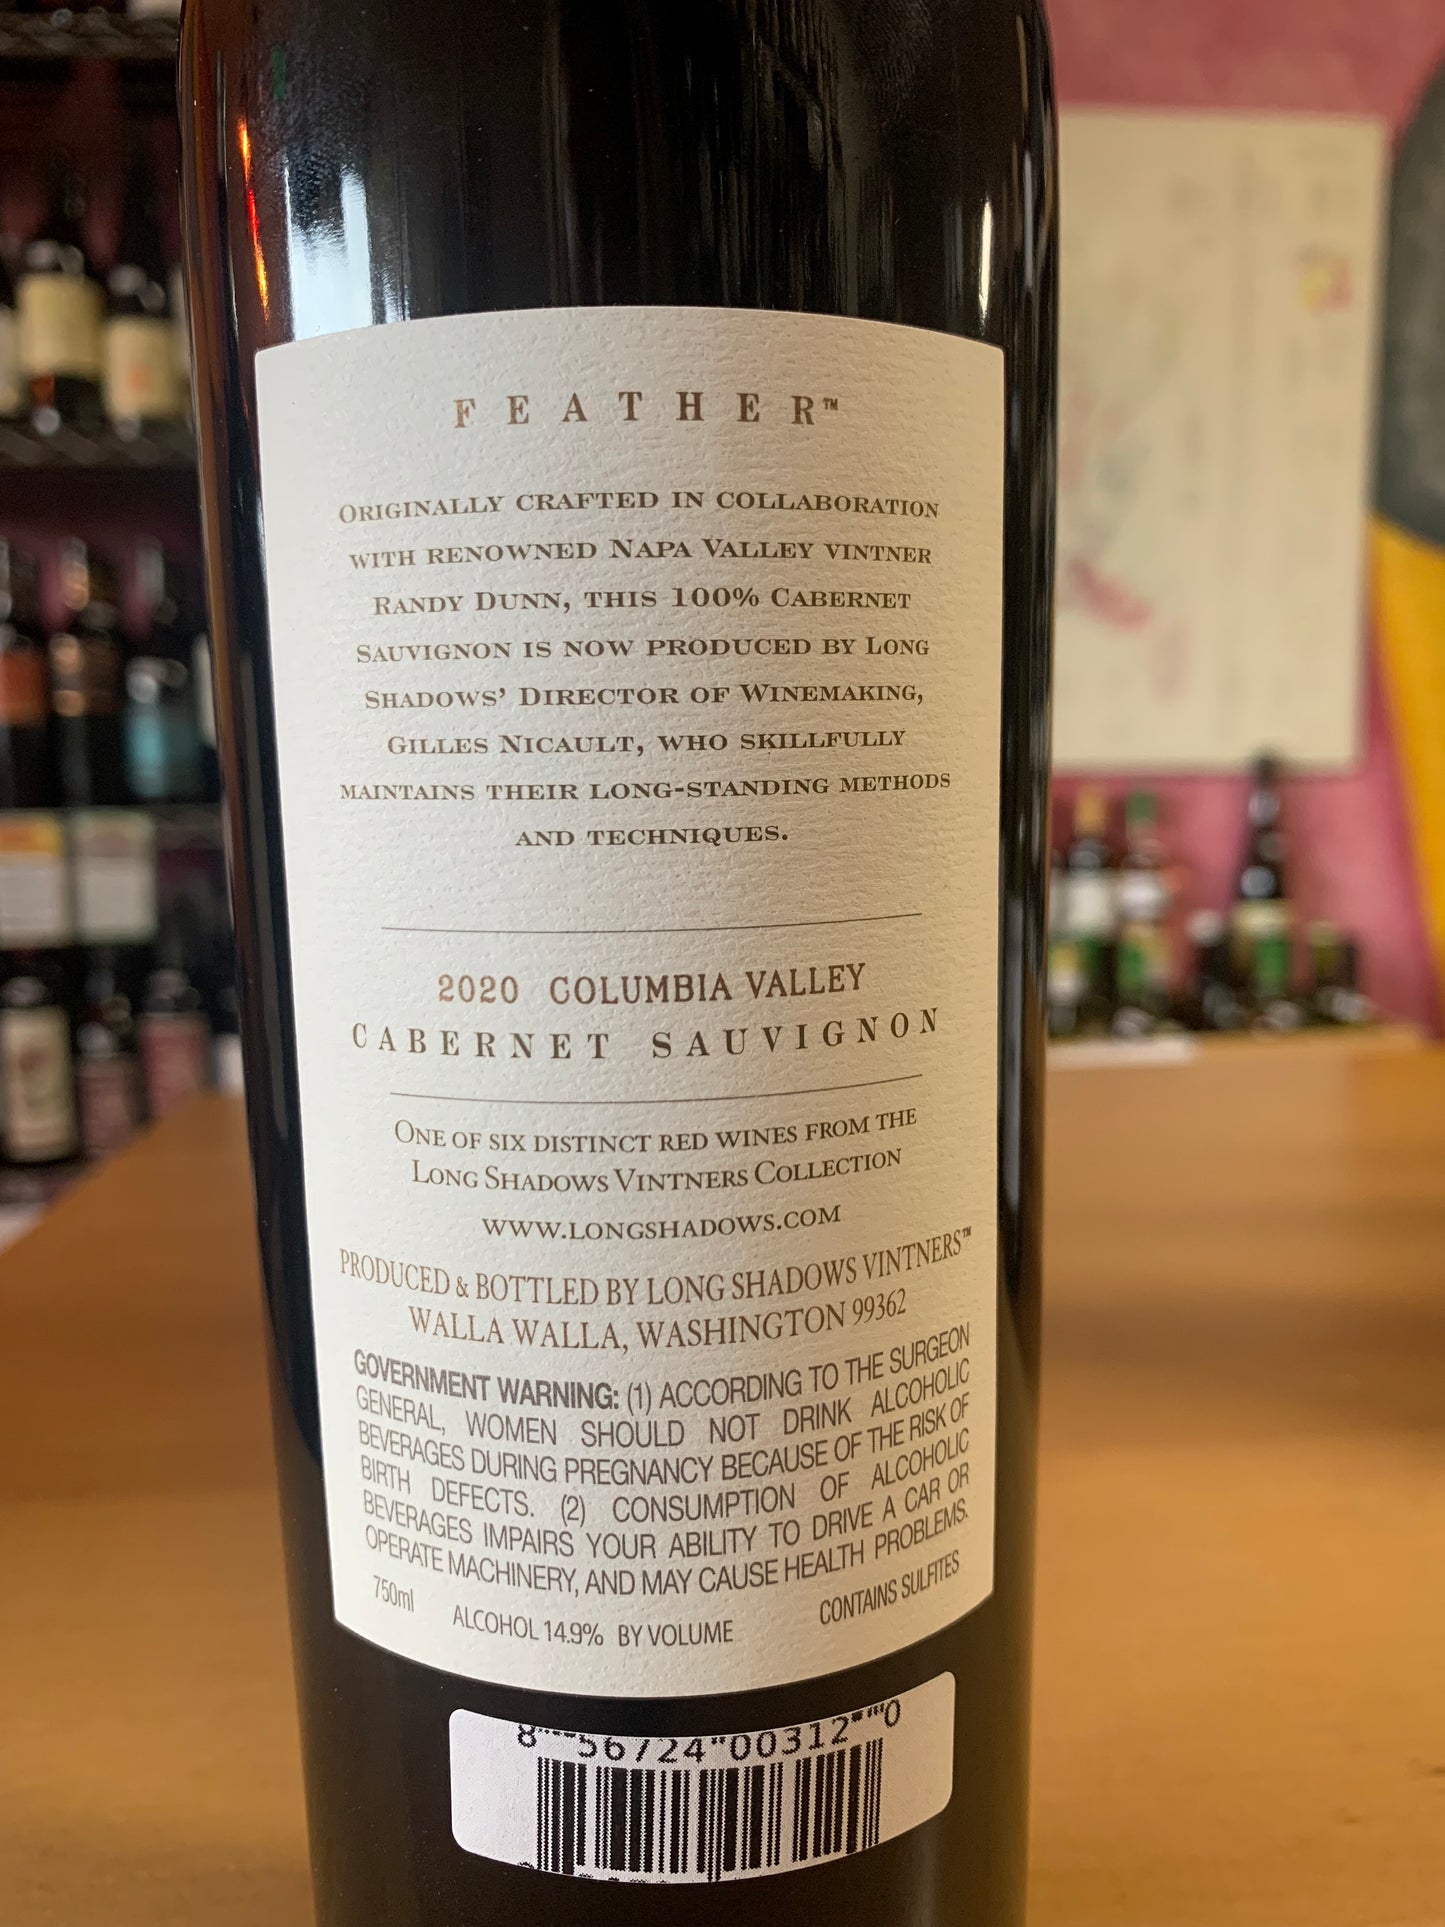 FEATHER™
ORIGINALLY CRAFTED IN COLLABORATION
WITH RENOWNED NAPA VALLEY VINTNER
RANDY DUNN, THIS 100% CABERNET
SAUVIGNON IS NOW PRODUCED BY LONG
SHADOWS' DIRECTOR OF WINEMAKING,
GILLES NICAULT, WHO SKILLFULLY
MAINTAINS THEIR LONG-STANDING METHODS
AND TECHNIQUES.
2020 COLUMBIA VALLEY
CABERNET SAUVIGNON
ONE OF SIX DISTINCT RED WINES FROM THE
LONG SHADOWS VINTNERS COLLECTION
WWW.LONGSHADOWS.COM
PRODUCED & BOTTLED BY LONG SHADOWS VINTNERS™
WALLA WALLA, WASHINGTON 99362
GOVERNMENT WARNING: (1) ACCORDING TO THE SURGEON
GENERAL, WOMEN SHOULD NOT DRINK ALCOHOLIC
BEVERAGES DURING PREGNANCY BECAUSE OF THE RISK OF
BIRTH DEFECTS. (2) CONSUMPTION OF ALCOHOLIC
BEVERAGES IMPAIRS YOUR ABILITY TO DRIVE A CAR OR
OPERATE MACHINERY, AND MAY CAUSE HEALTH PROBLEMS.
750ml ALCOHOL 14.9% BY VOLUME CONTAINS SULFITES
8 56724 00312 0